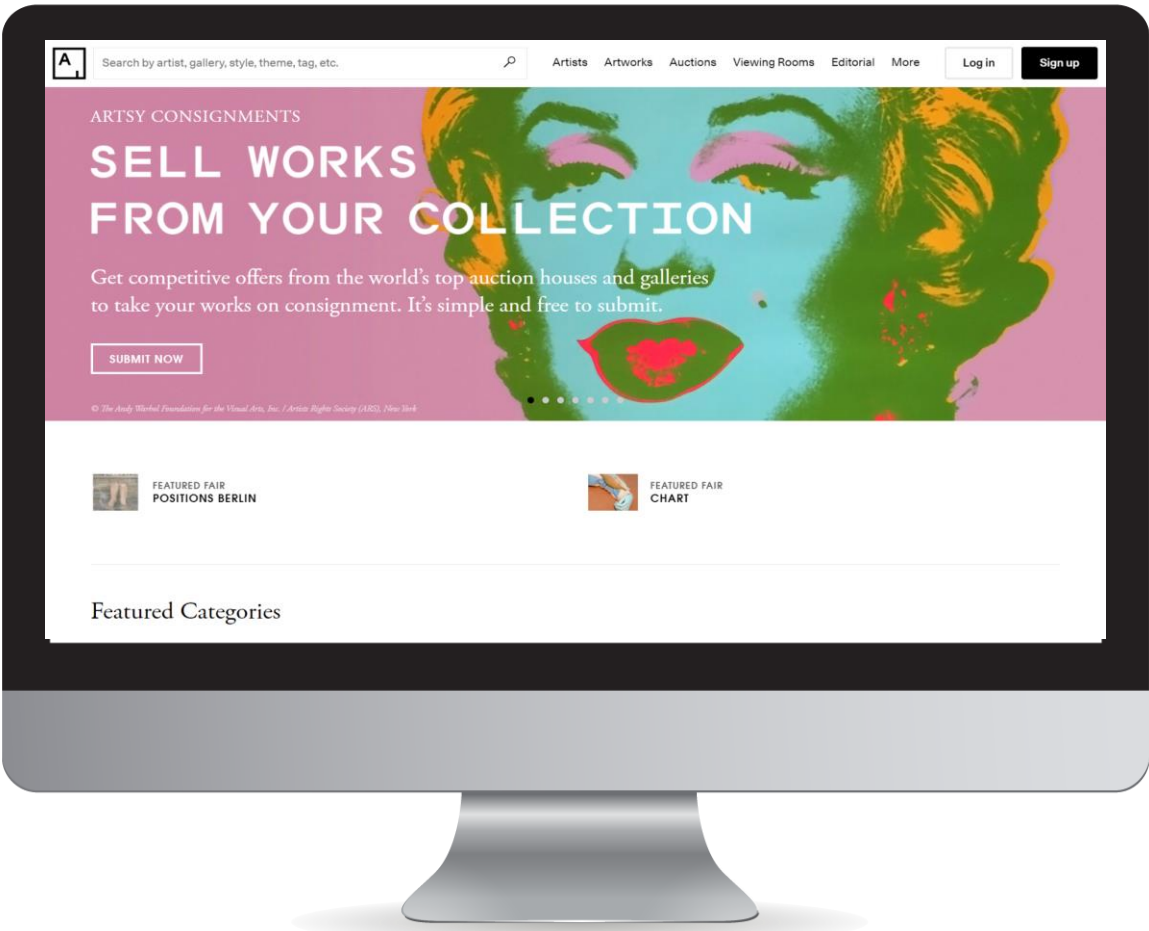 A
Search by artist, gallery, style, theme, tag, etc.
Artists Artworks Auctions Viewing Rooms Editorial More Log in Sign up
ARTSY CONSIGNMENTS
SELL WORKS
FROM YOUR COLLECTION
Get competitive offers from the world's top auction houses and galleries
to take your works on consignment. It's simple and free to submit.
SUBMIT NOW
© The Andy Warhol Foundation for the Visual Arts, Inc. / Artists Rights Society (ARS), New York
FEATURED FAIR
POSITIONS BERLIN
FEATURED FAIR
CHART
Featured Categories